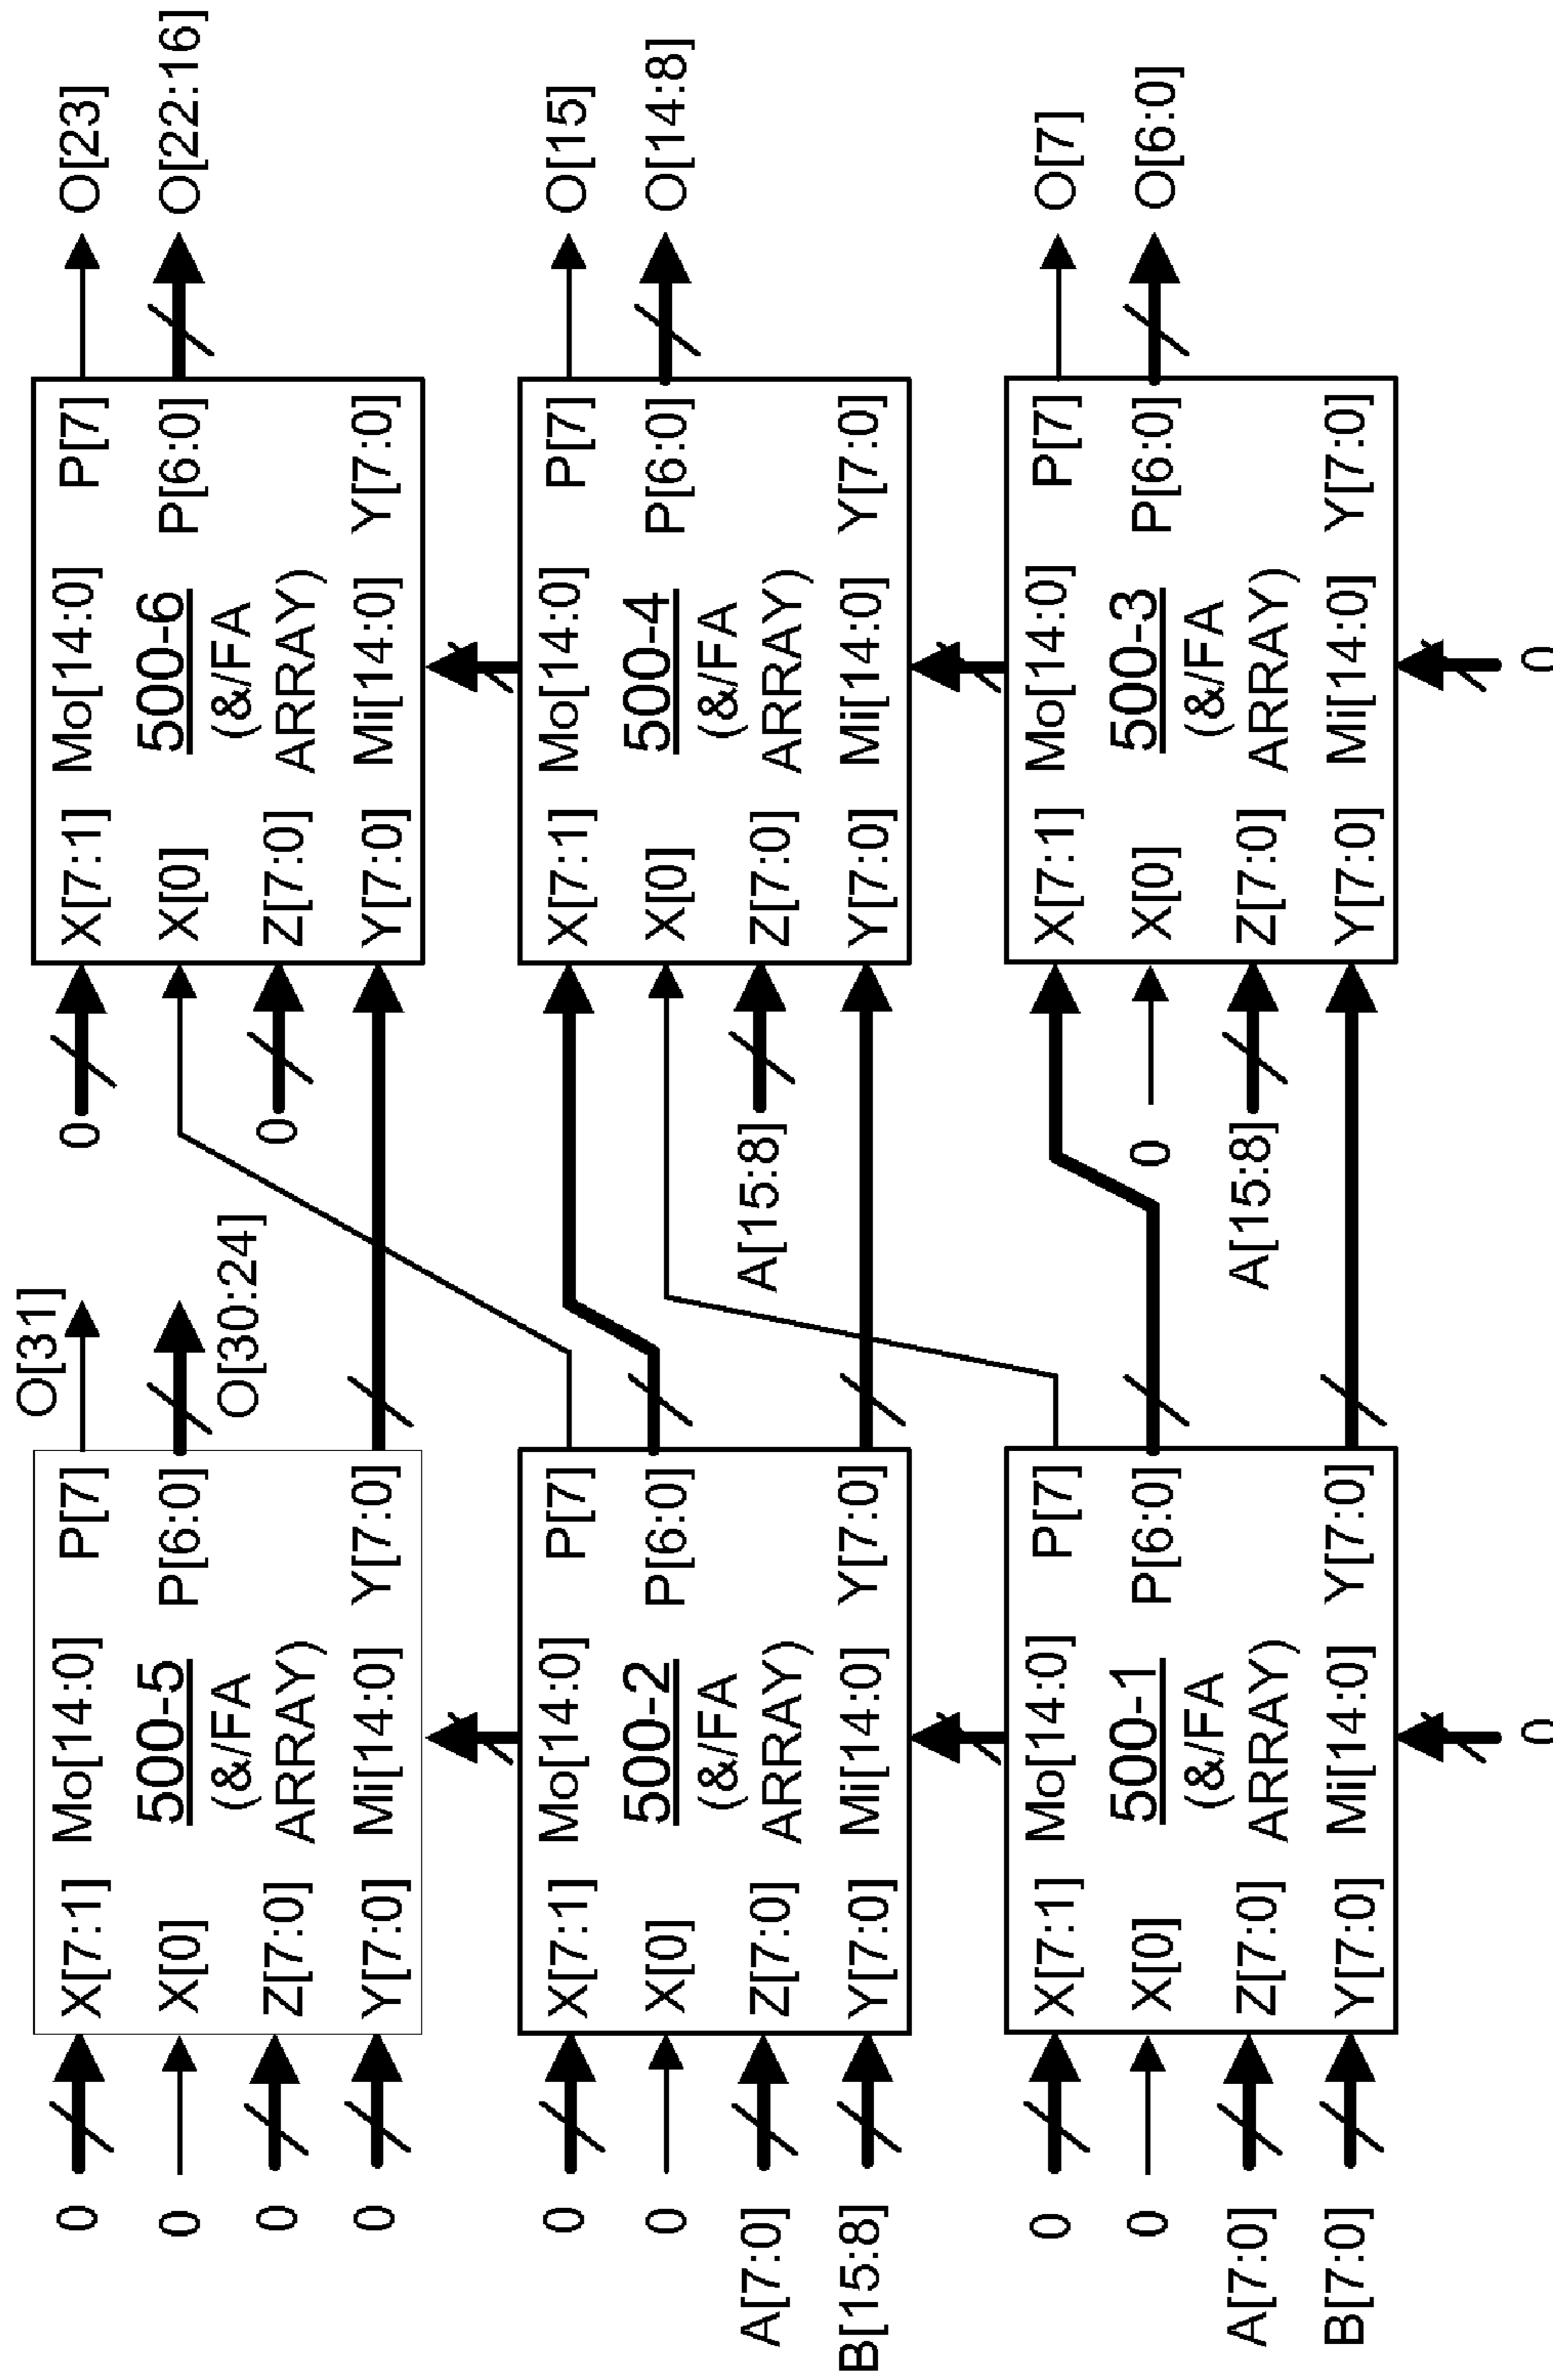 O[31]
0 X[7:1] Mo[14:0] P[7] 0 X[7:1] Mo[14:0] P[7] O[23]
0 X[0] 500-5 P[6:0] X[0] 500-6 P[6:0] O[22:16]
(&/FA O[30:24] (&/FA
0 Z[7:0] ARRAY) 0 Z[7:0] ARRAY)
0 Y[7:0] Mi[14:0] Y[7:0] Y[7:0] Mi[14:0] Y[7:0]
0 X[7:1] Mo[14:0] P[7] X[7:1] Mo[14:0] P[7] O[15]
0 X[0] 500-2 P[6:0] X[0] 500-4 P[6:0] O[14:8]
(&/FA (&/FA
A[7:0] Z[7:0] ARRAY) A[15:8] Z[7:0] ARRAY)
B[15:8] Y[7:0] Mi[14:0] Y[7:0] Y[7:0] Mi[14:0] Y[7:0]
0 X[7:1] Mo[14:0] P[7] X[7:1] Mo[14:0] P[7] O[7]
0 X[0] 500-1 P[6:0] 0 X[0] 500-3 P[6:0] O[6:0]
(&/FA (&/FA
A[7:0] Z[7:0] ARRAY) A[15:8] Z[7:0] ARRAY)
B[7:0] Y[7:0] Mi[14:0] Y[7:0] Y[7:0] Mi[14:0] Y[7:0]
0 0